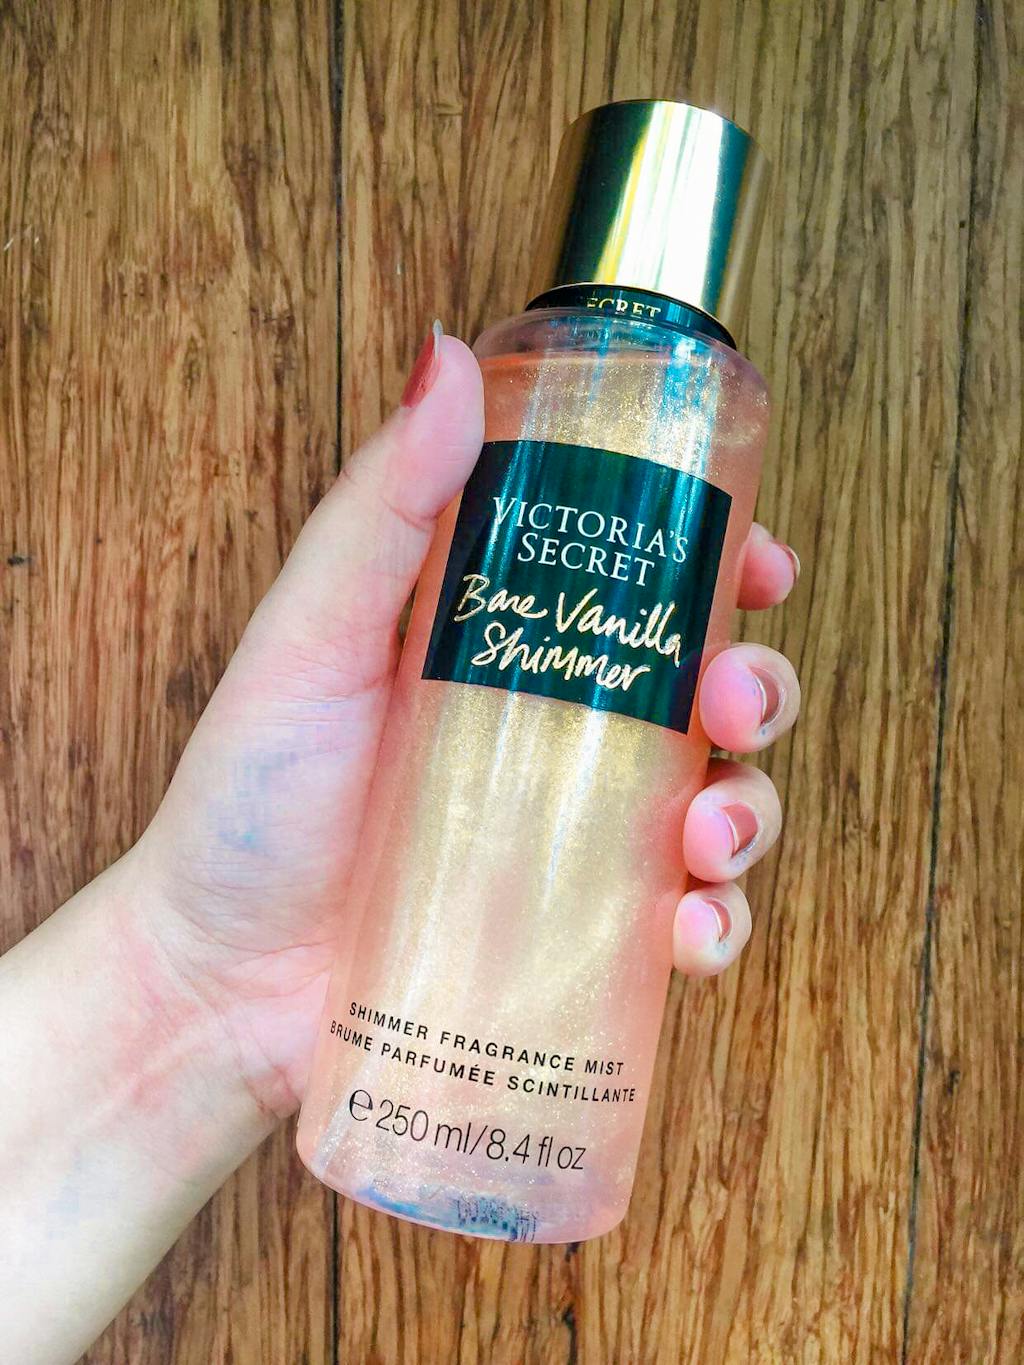 SECRET
VICTORIA'S
SECRET
Bare Vanilla
Shimmer
SHIMMER FRAGRANCE MIST
BRUME PARFUMÉE SCINTILLANTE
e 250 ml/8.4 fl oz